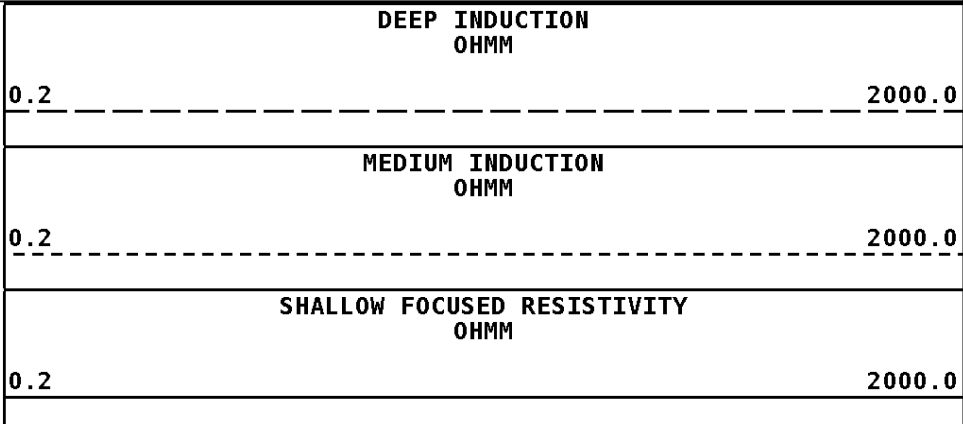 DEEP INDUCTION
OHMM
0.2 2000.0
MEDIUM INDUCTION
OHMM
0.2 2000.0
SHALLOW FOCUSED RESISTIVITY
OHMM
0.2 2000.0